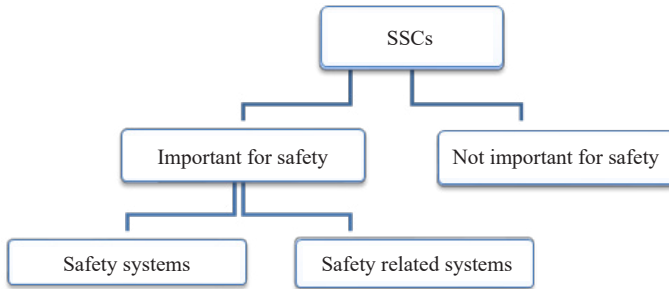 SSCs
Important for safety
Not important for safety
Safety systems
Safety related systems